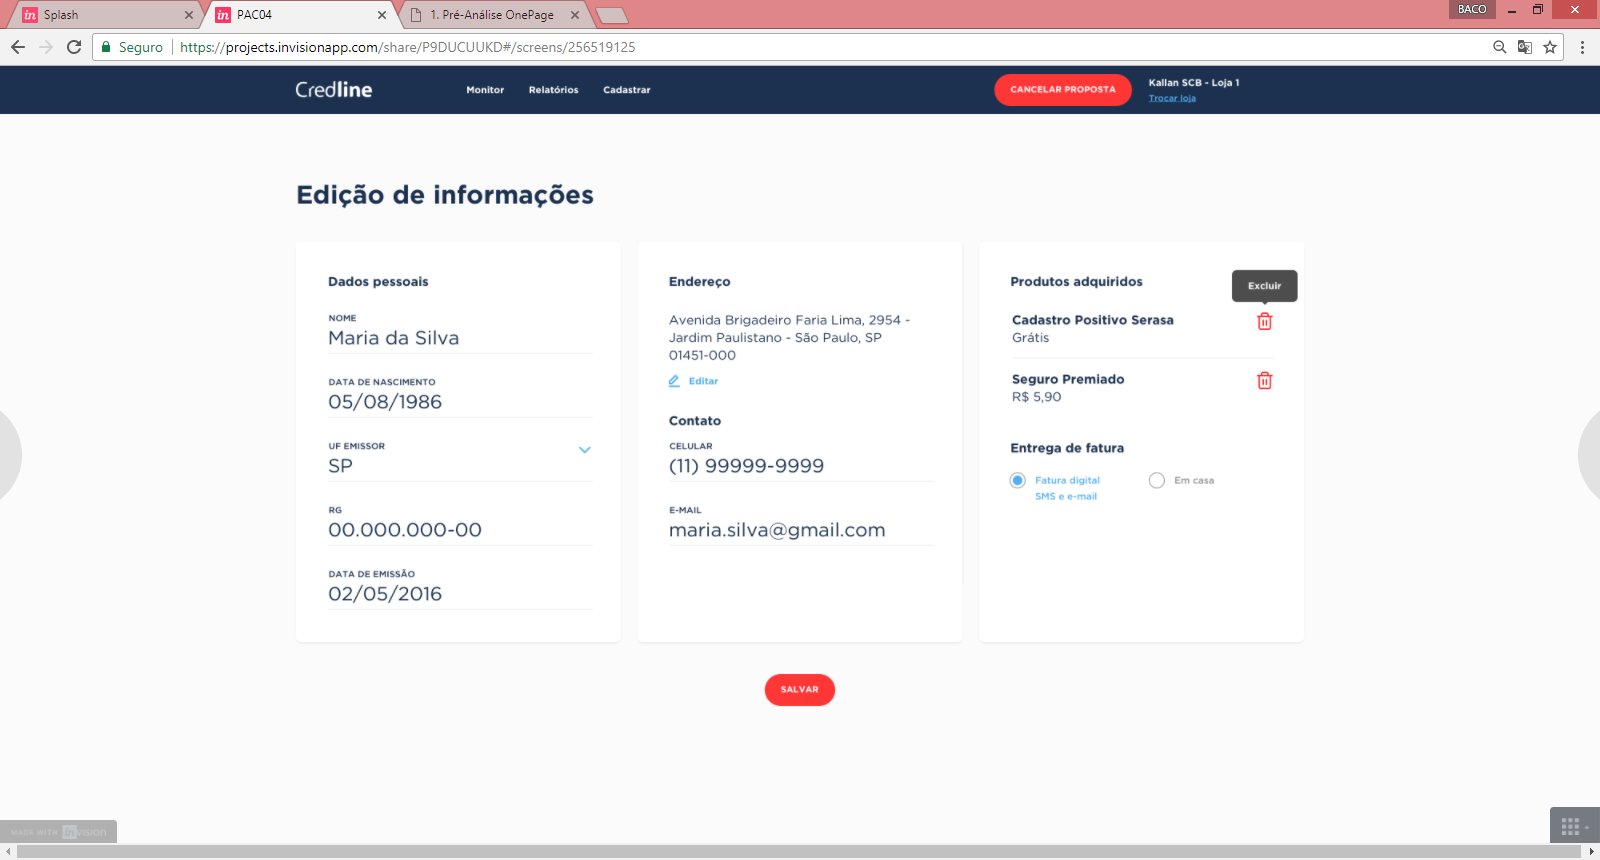 Splash
PAC04
1. Pré-Análise OnePage
BACO
Seguro
https://projects.invisionapp.com/share/P9DUCUUKD#/screens/256519125
Credline
Monitor
Relatórios
Cadastrar
CANCELAR PROPOSTA
Kallan SCB - Loja 1
Trocar loja
Edição de informações
Dados pessoais
NOME
Maria da Silva
DATA DE NASCIMENTO
05/08/1986
UF EMISSOR
SP
RG
00.000.000-00
DATA DE EMISSÃO
02/05/2016
Endereço
Avenida Brigadeiro Faria Lima, 2954 -
Jardim Paulistano - São Paulo, SP
01451-000
Editar
Contato
CELULAR
(11) 99999-9999
E-MAIL
maria.silva@gmail.com
Produtos adquiridos
Excluir
Cadastro Positivo Serasa
Grátis
Seguro Premiado
R$ 5,90
Entrega de fatura
Fatura digital
SMS e e-mail
Em casa
SALVAR
MADE WITH invision